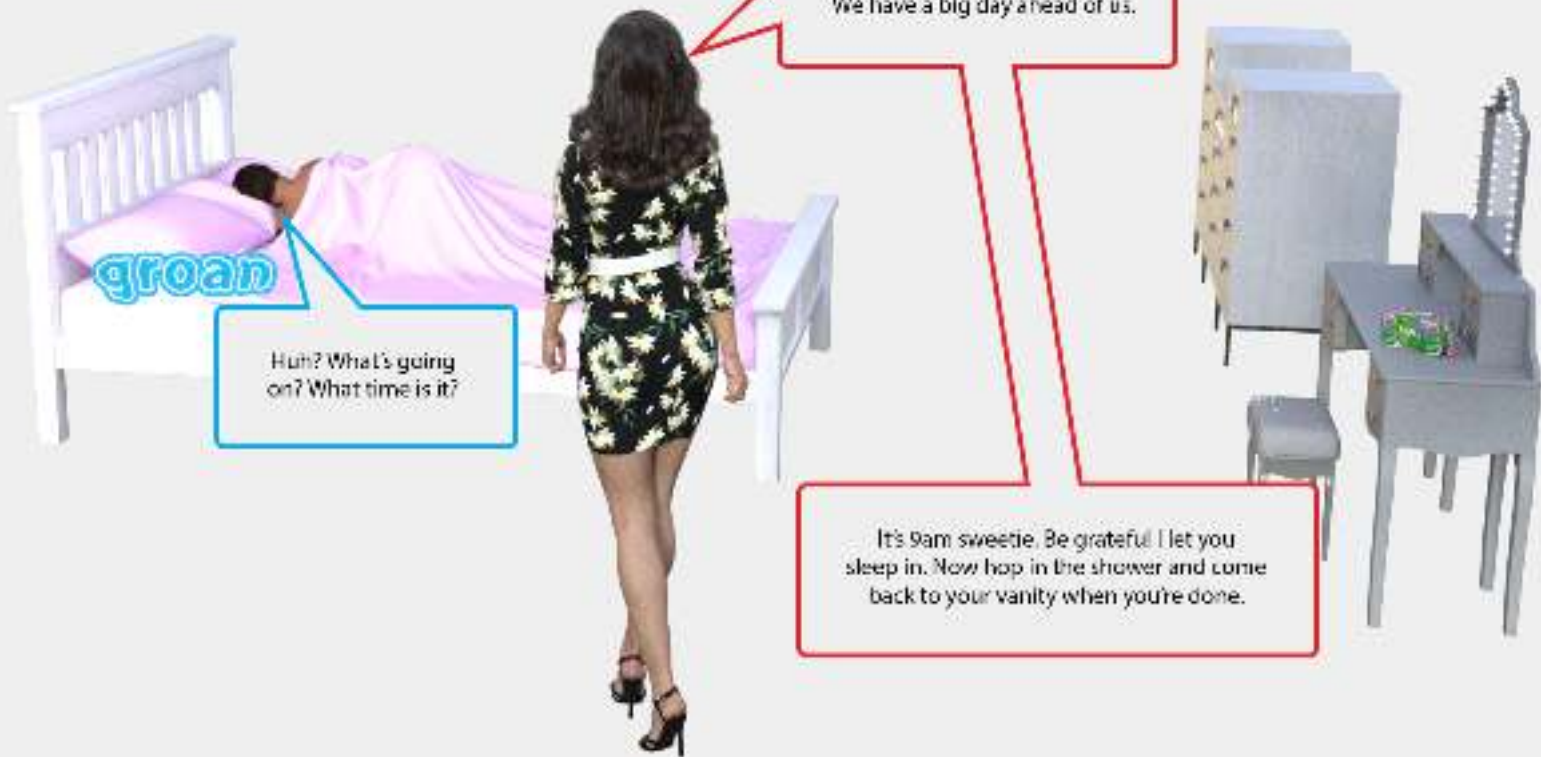 We have a big day ahead of us.
groan
Huh? What's going
on? What time is it?
It's 9am sweetie. Be grateful I let you
sleep in. Now hop in the shower and come
back to your vanity when you're done.